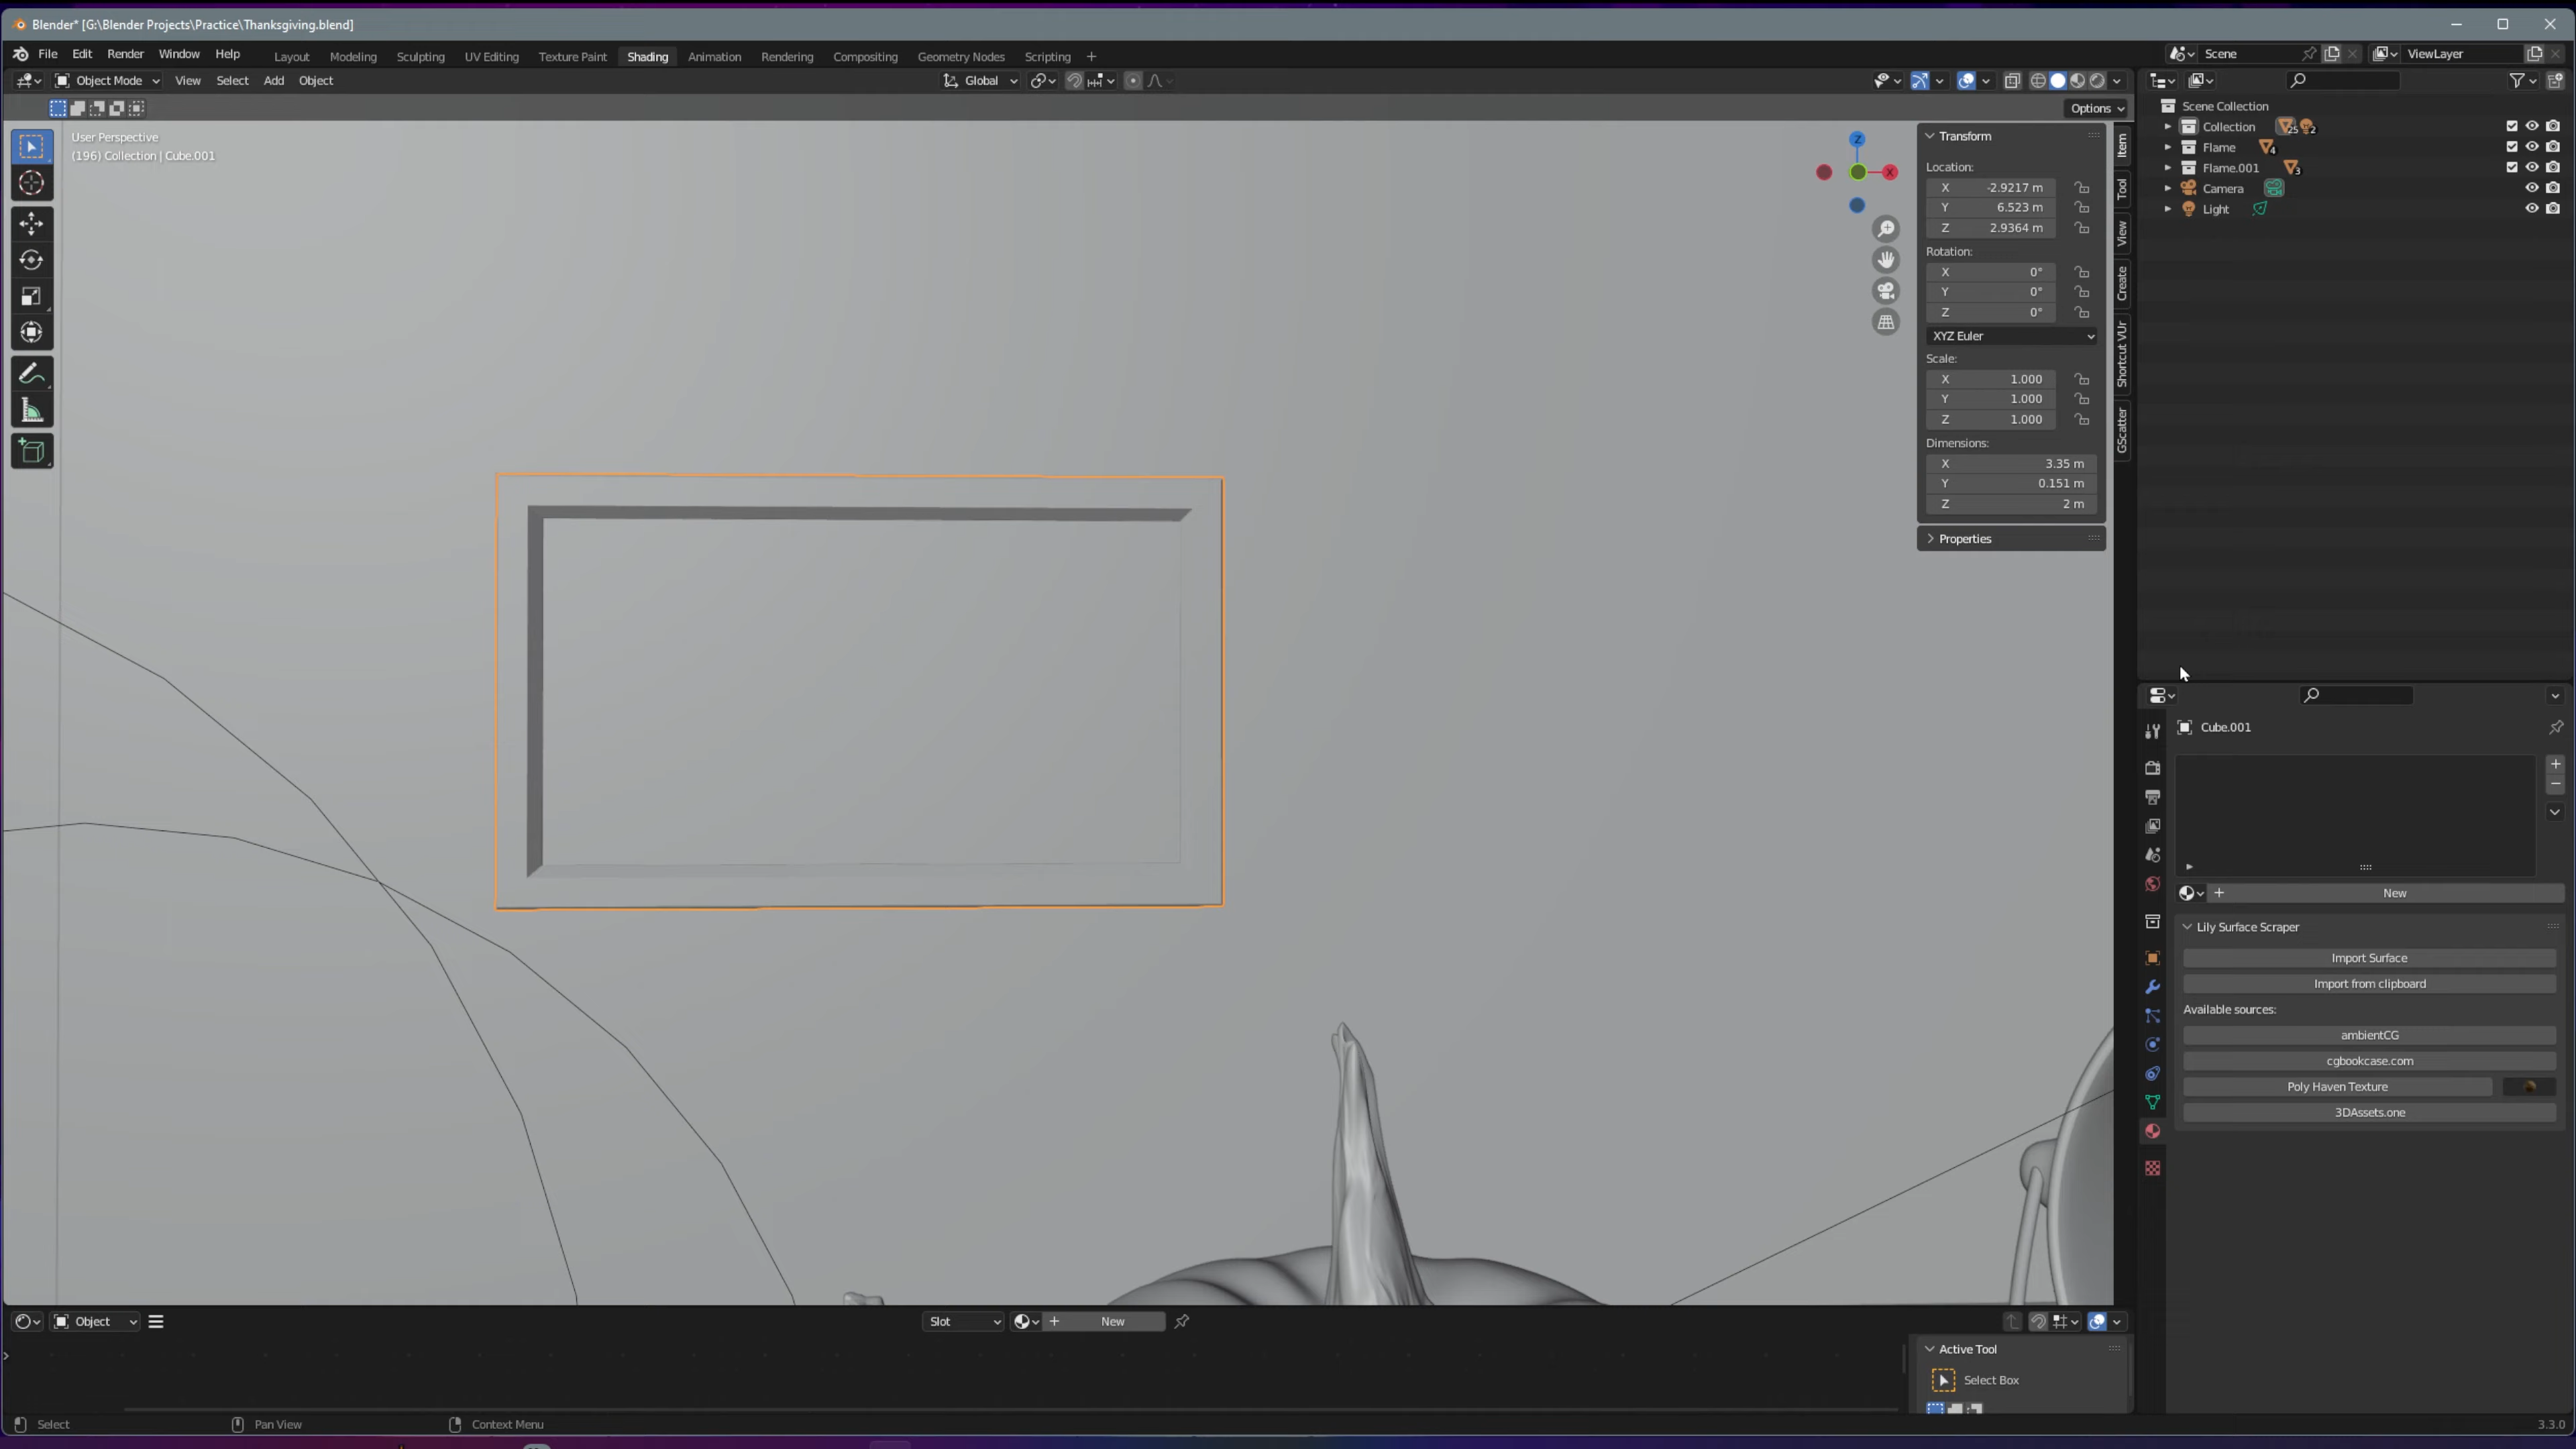 Blender* [G:\Blender Projects\Practice\Thanksgiving.blend]
File Edit Render Window Help Layout Modeling Sculpting UV Editing Texture Paint Shading Animation Rendering Compositing Geometry Nodes Scripting + Scene ViewLayer
Object Mode View Select Add Object Global
Options
User Perspective
(196) Collection | Cube.001
Z
X
Transform
Location:
X -2.9217 m
Y 6.523 m
Z 2.9364 m
Rotation:
X 0°
Y 0°
Z 0°
XYZ Euler
Scale:
X 1.000
Y 1.000
Z 1.000
Dimensions:
X 3.35 m
Y 0.151 m
Z 2 m
Properties
Item
Tool
View
Create
Shortcut VUr
GScatter
Scene Collection
Collection 25 2
Flame 4
Flame.001 3
Camera
Light
Cube.001
New
Lily Surface Scraper
Import Surface
Import from clipboard
Available sources:
ambientCG
cgbookcase.com
Poly Haven Texture
3DAssets.one
Object Slot New
Active Tool
Select Box
Select Pan View Context Menu 3.3.0